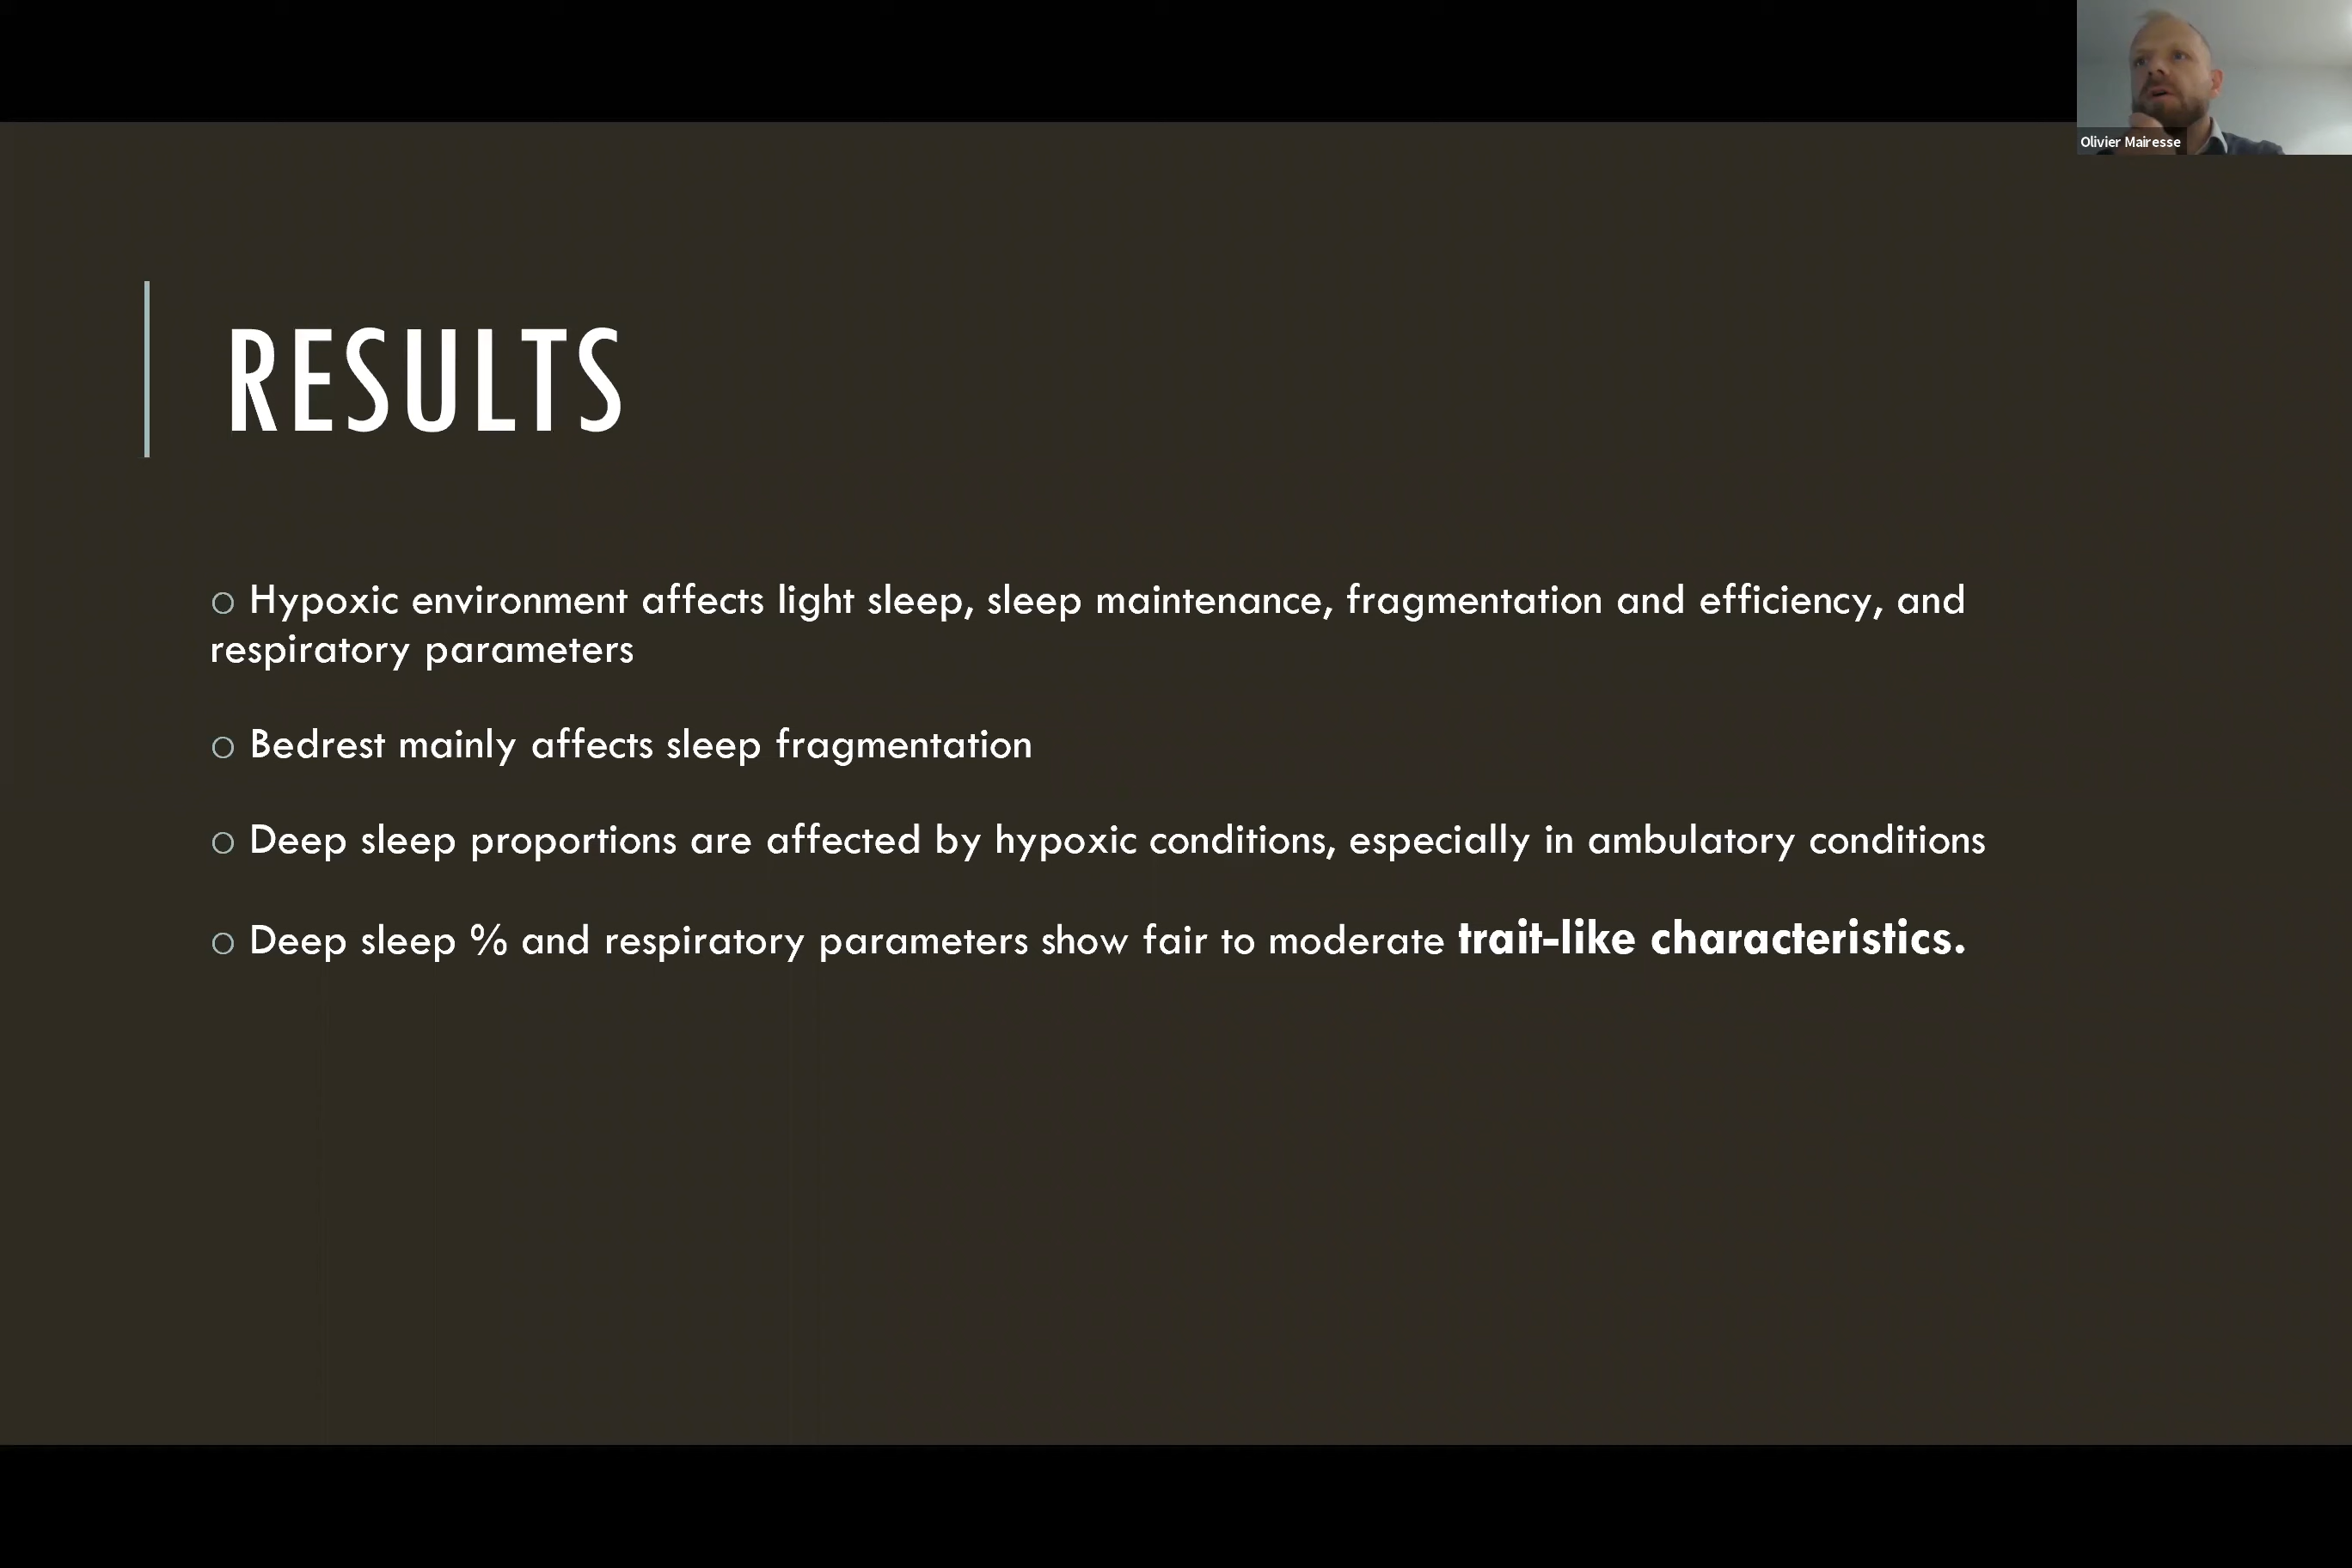 Olivier Mairesse
RESULTS
o Hypoxic environment affects light sleep, sleep maintenance, fragmentation and efficiency, and
respiratory parameters
o Bedrest mainly affects sleep fragmentation
o Deep sleep proportions are affected by hypoxic conditions, especially in ambulatory conditions
o Deep sleep % and respiratory parameters show fair to moderate trait-like characteristics.